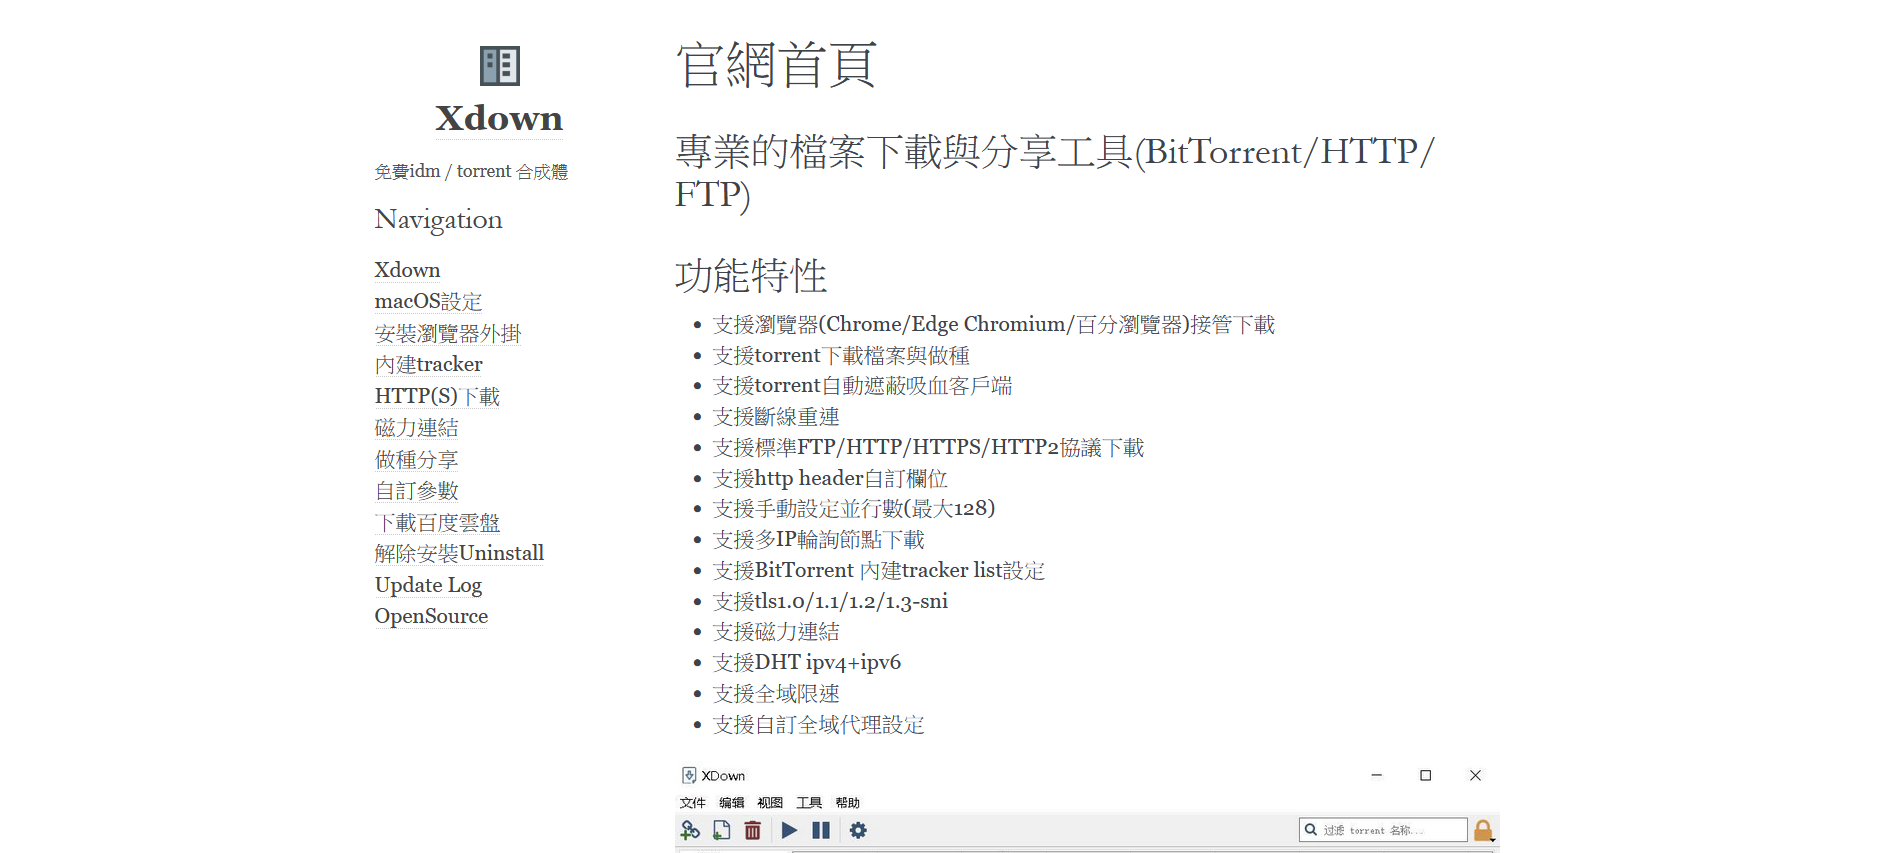 Xdown
免費idm / torrent 合成體
Navigation
Xdown
macOS設定
安裝瀏覽器外掛
內建tracker
HTTP(S)下載
磁力連結
做種分享
自訂參數
下載百度雲盤
解除安裝Uninstall
Update Log
OpenSource
官網首頁
專業的檔案下載與分享工具(BitTorrent/HTTP/
FTP)
功能特性
支援瀏覽器(Chrome/Edge Chromium/百分瀏覽器)接管下載
支援torrent下載檔案與做種
支援torrent自動遮蔽吸血客戶端
支援斷線重連
支援標準FTP/HTTP/HTTPS/HTTP2協議下載
支援http header自訂欄位
支援手動設定並行數(最大128)
支援多IP輪詢節點下載
支援BitTorrent 內建tracker list設定
支援tls1.0/1.1/1.2/1.3-sni
支援磁力連結
支援DHT ipv4+ipv6
支援全域限速
支援自訂全域代理設定
XDown
文件 编辑 视图 工具 帮助
过滤 torrent 名称...